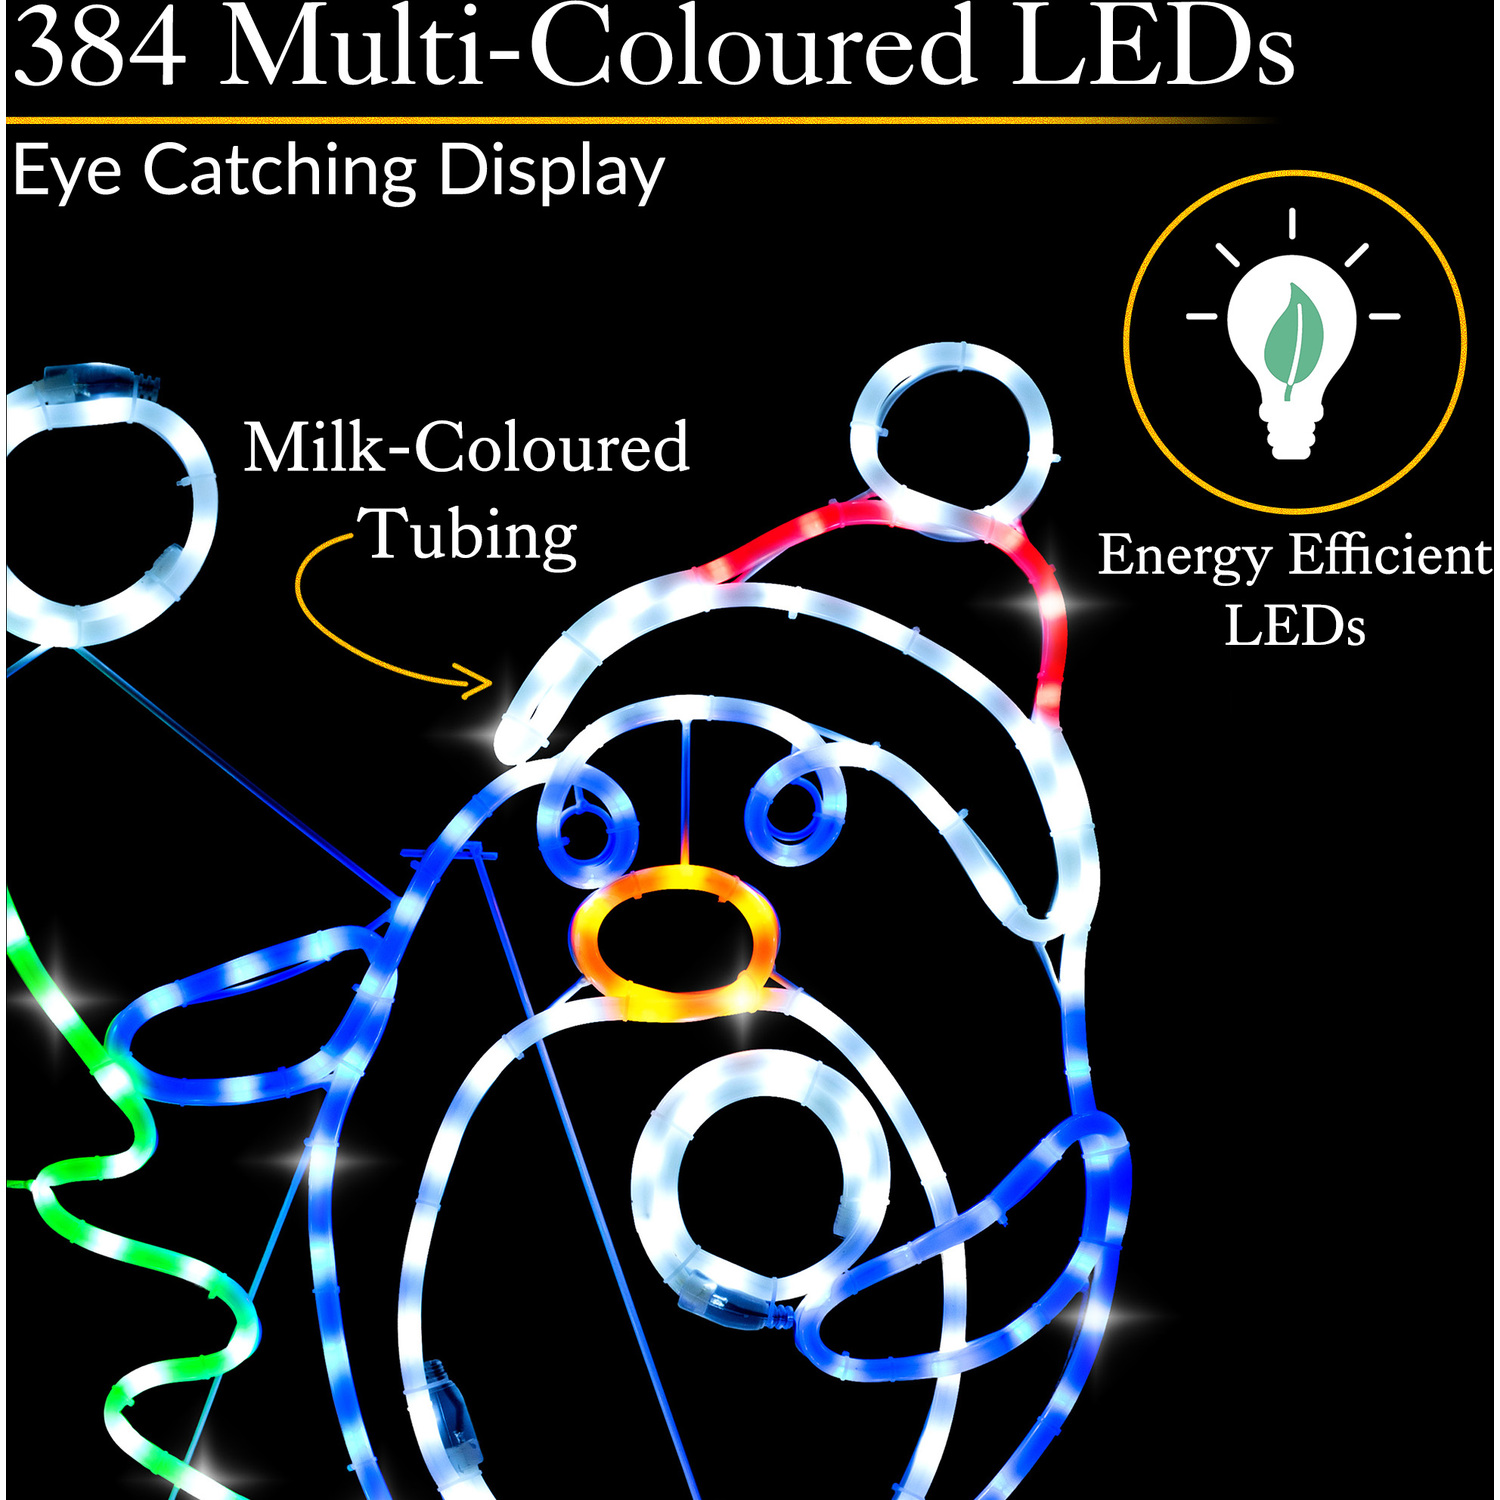 384 Multi-Coloured LEDs
Eye Catching Display
Milk-Coloured
Tubing
Energy Efficient
LEDs